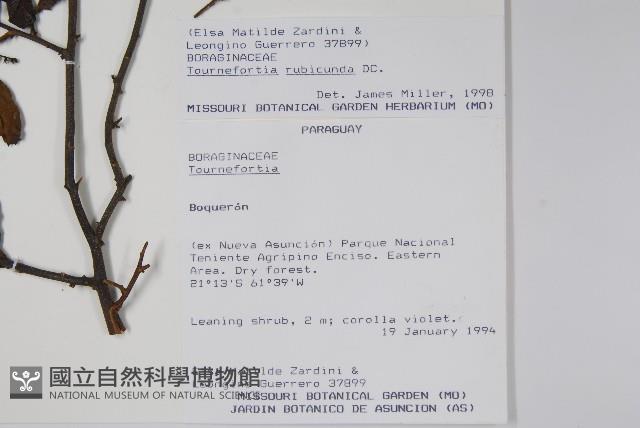 (Elsa Matilde Zardini &
Leongino Guerrero 37899)
BORAGINACEAE
Tournefortia rubicunda DC.
Det. James Miller, 1998
MISSOURI BOTANICAL GARDEN HERBARIUM (MO)
PARAGUAY
BORAGINACEAE
Tournefortia
Boquerón
(ex Nueva Asunción) Parque Nacional
Teniente Agripino Enciso. Eastern
Area. Dry forest.
21°13'S 61°39'W
Leaning shrub, 2 m; corolla violet.
19 January 1994
Matilde Zardini &
Leongino Guerrero 37899
MISSOURI BOTANICAL GARDEN (MO)
JARDIN BOTANICO DE ASUNCION (AS)
國立自然科學博物館
NATIONAL MUSEUM OF NATURAL SCIENCE